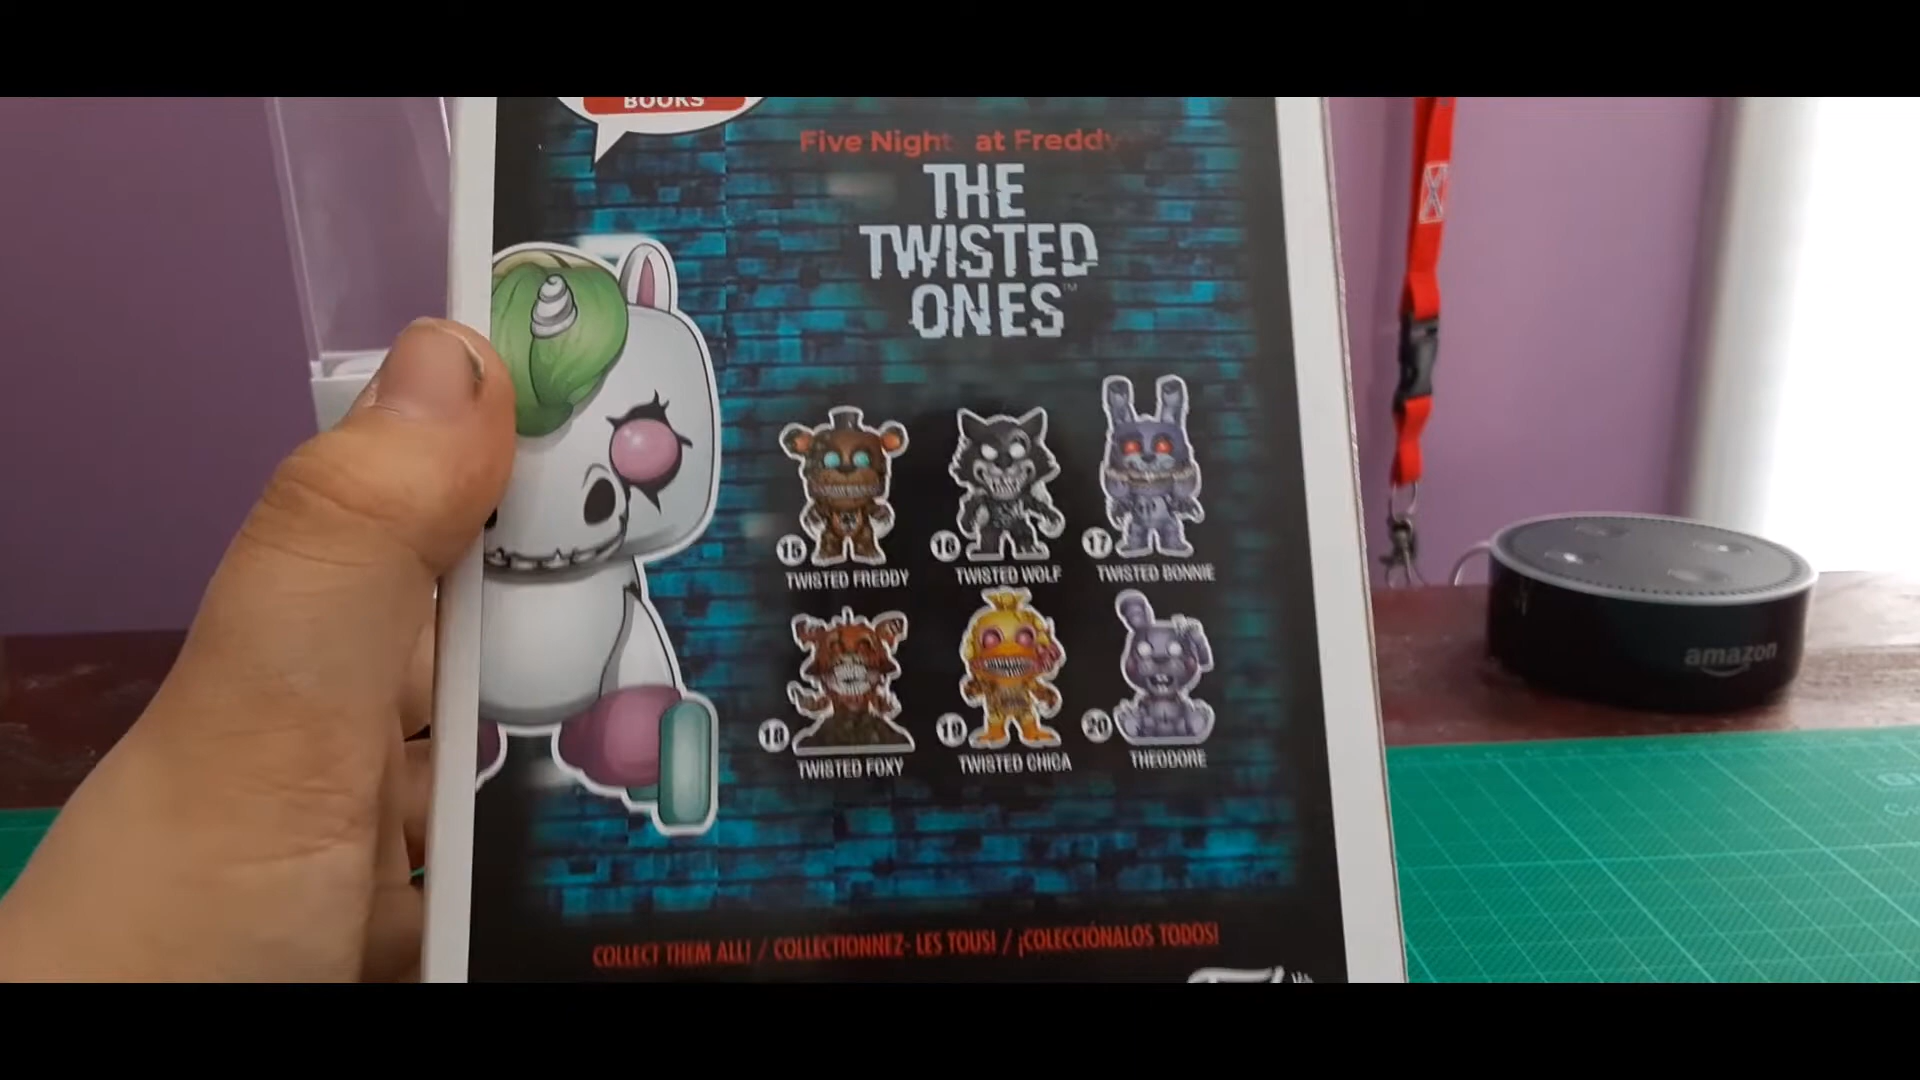 BOOKS
Five Night at Freddy
THE
TWISTED
ONES™
15
TWISTED FREDDY
16
TWISTED WOLF
17
TWISTED BONNIE
18
TWISTED FOXY
19
TWISTED CHICA
20
THEODORE
COLLECT THEM ALL! / COLLECTIONNEZ- LES TOUS! / ¡COLECCIÓNALOS TODOS!
amazon